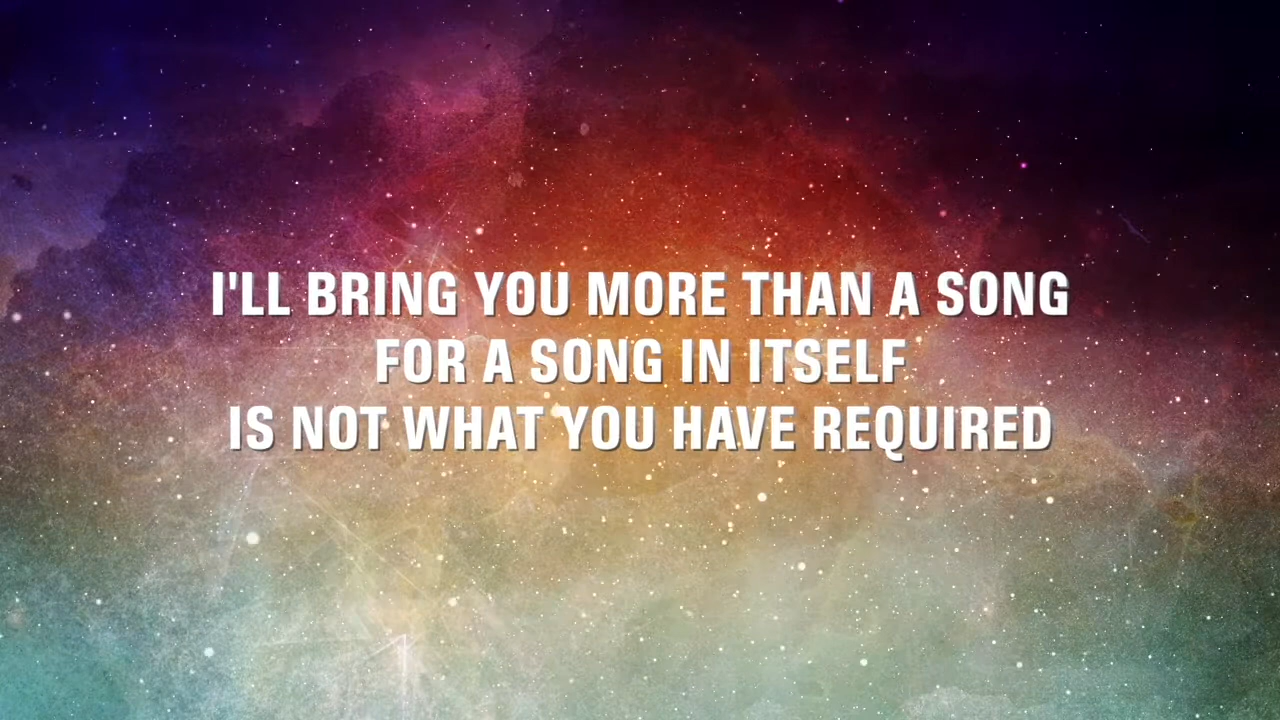 I'LL BRING YOU MORE THAN A SONG
FOR A SONG IN ITSELF
IS NOT WHAT YOU HAVE REQUIRED